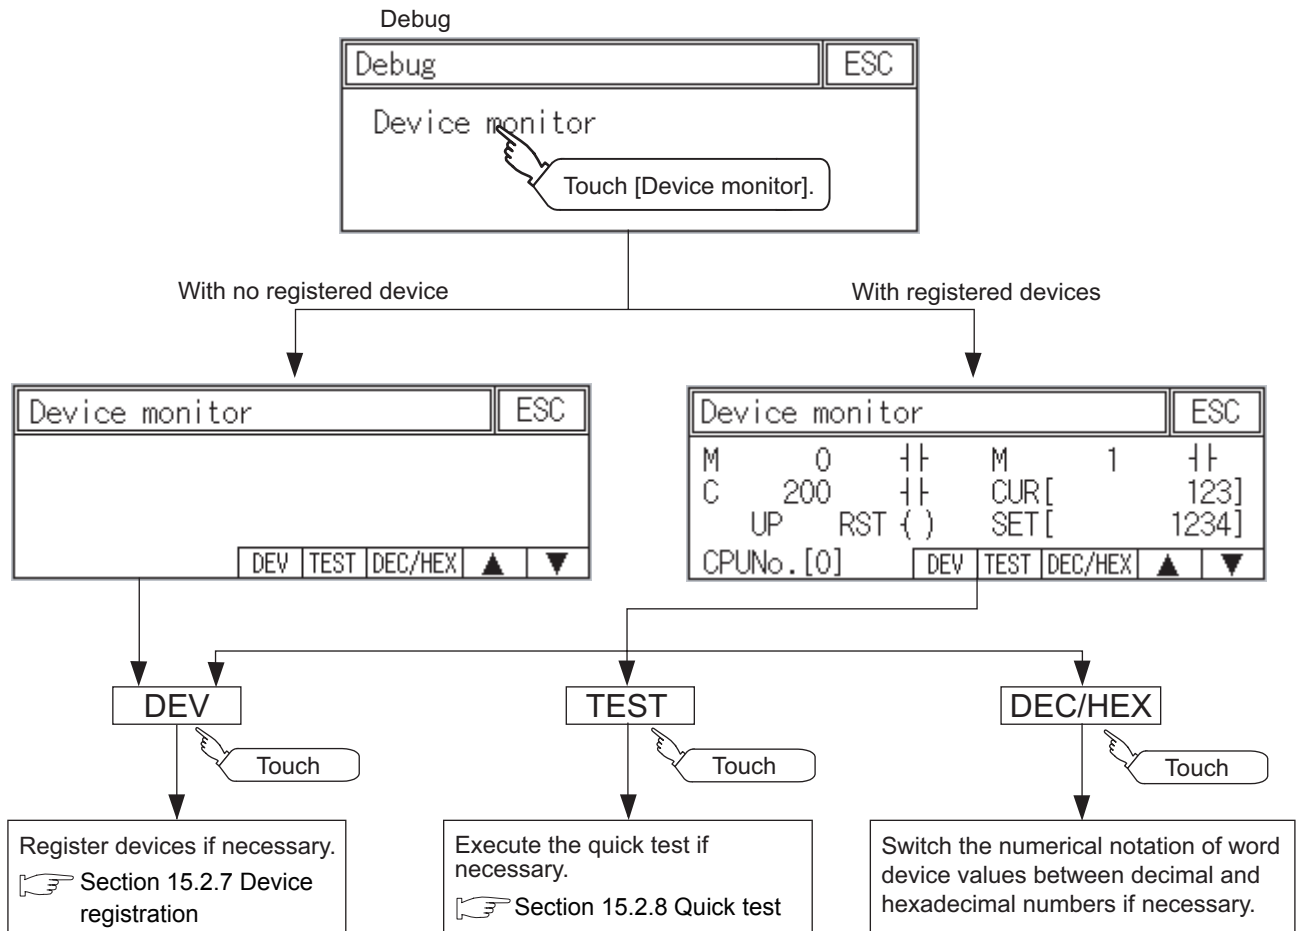 Debug
Debug ESC
Device monitor
Touch [Device monitor].
With no registered device
With registered devices
Device monitor ESC
DEV TEST DEC/HEX ▲ ▼
Device monitor ESC
M 0 ┤├ M 1 ┤├
C 200 ┤├ CUR[ 123]
UP RST ( ) SET[ 1234]
CPUNo.[0] DEV TEST DEC/HEX ▲ ▼
DEV
TEST
DEC/HEX
Touch
Touch
Touch
Register devices if necessary.
Section 15.2.7 Device
registration
Execute the quick test if
necessary.
Section 15.2.8 Quick test
Switch the numerical notation of word
device values between decimal and
hexadecimal numbers if necessary.